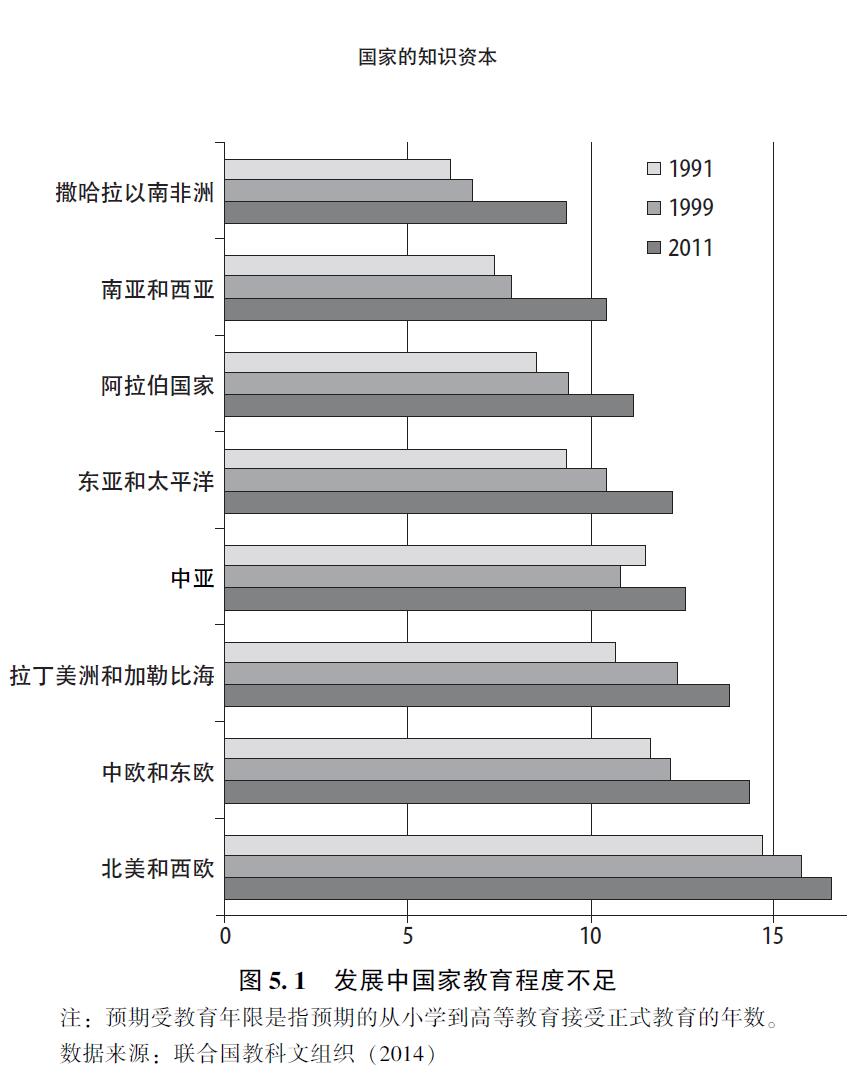 国家的知识资本
1991
1999
2011
撒哈拉以南非洲
南亚和西亚
阿拉伯国家
东亚和太平洋
中亚
拉丁美洲和加勒比海
中欧和东欧
北美和西欧
0 5 10 15
图 5. 1 发展中国家教育程度不足
注：预期受教育年限是指预期的从小学到高等教育接受正式教育的年数。
数据来源：联合国教科文组织（2014）